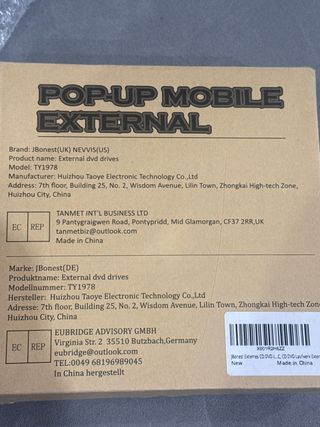 POP-UP MOBILE
EXTERNAL
Brand: JBonest(UK) NEVVIS(US)
Product name: External dvd drives
Model: TY1978
Manufacturer: Huizhou Taoye Electronic Technology Co.,Ltd
Address: 7th floor, Building 25, No. 2, Wisdom Avenue, Lilin Town, Zhongkai High-tech Zone,
Huizhou City, China
EC REP
TANMET INT'L BUSINESS LTD
9 Pantygraigwen Road, Pontypridd, Mid Glamorgan, CF37 2RR,UK
tanmetbiz@outlook.com
Made in China
Marke: JBonest(DE)
Produktname: External dvd drives
Modellnummer: TY1978
Hersteller: Huizhou Taoye Electronic Technology Co.,Ltd
Adresse: 7th floor, Building 25, No. 2, Wisdom Avenue, Lilin Town, Zhongkai High-tech Zone
Huizhou City, China
EC REP
EUBRIDGE ADVISORY GMBH
Virginia Str. 2 35510 Butzbach,Germany
eubridge@outlook.com
TEL:0049 68196989045
In China hergestellt
New
Made in China